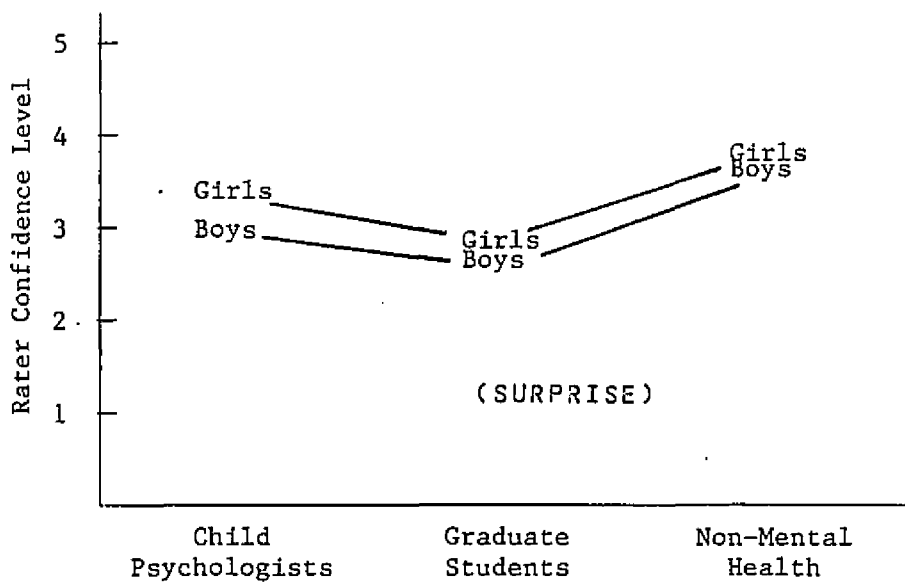 Rater Confidence Level
5
4
3
2
1
Girls
Boys
Girls
Boys
Girls
Boys
(SURPRISE)
Child
Psychologists
Graduate
Students
Non-Mental
Health